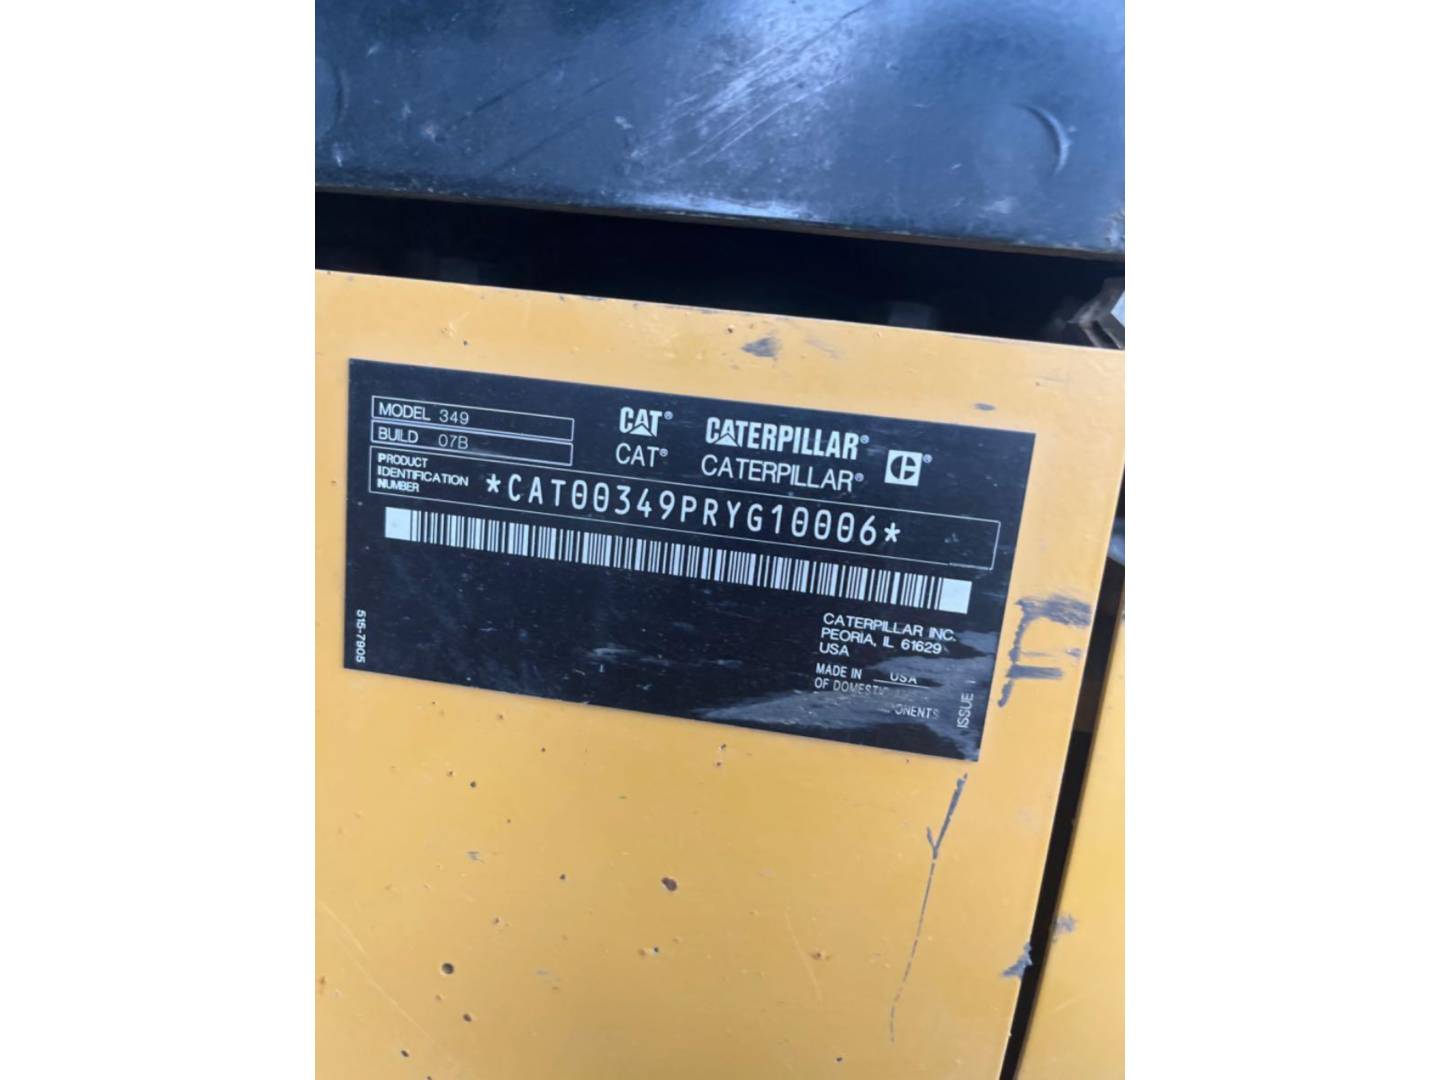 MODEL 349
BUILD 07B
PRODUCT
IDENTIFICATION
NUMBER
*CAT00349PRYG10006*
CAT® CATERPILLAR®
CAT® CATERPILLAR®
CATERPILLAR INC.
PEORIA, IL 61629
USA
MADE IN USA
OF DOMESTIC
515-7905
ISSUE 1